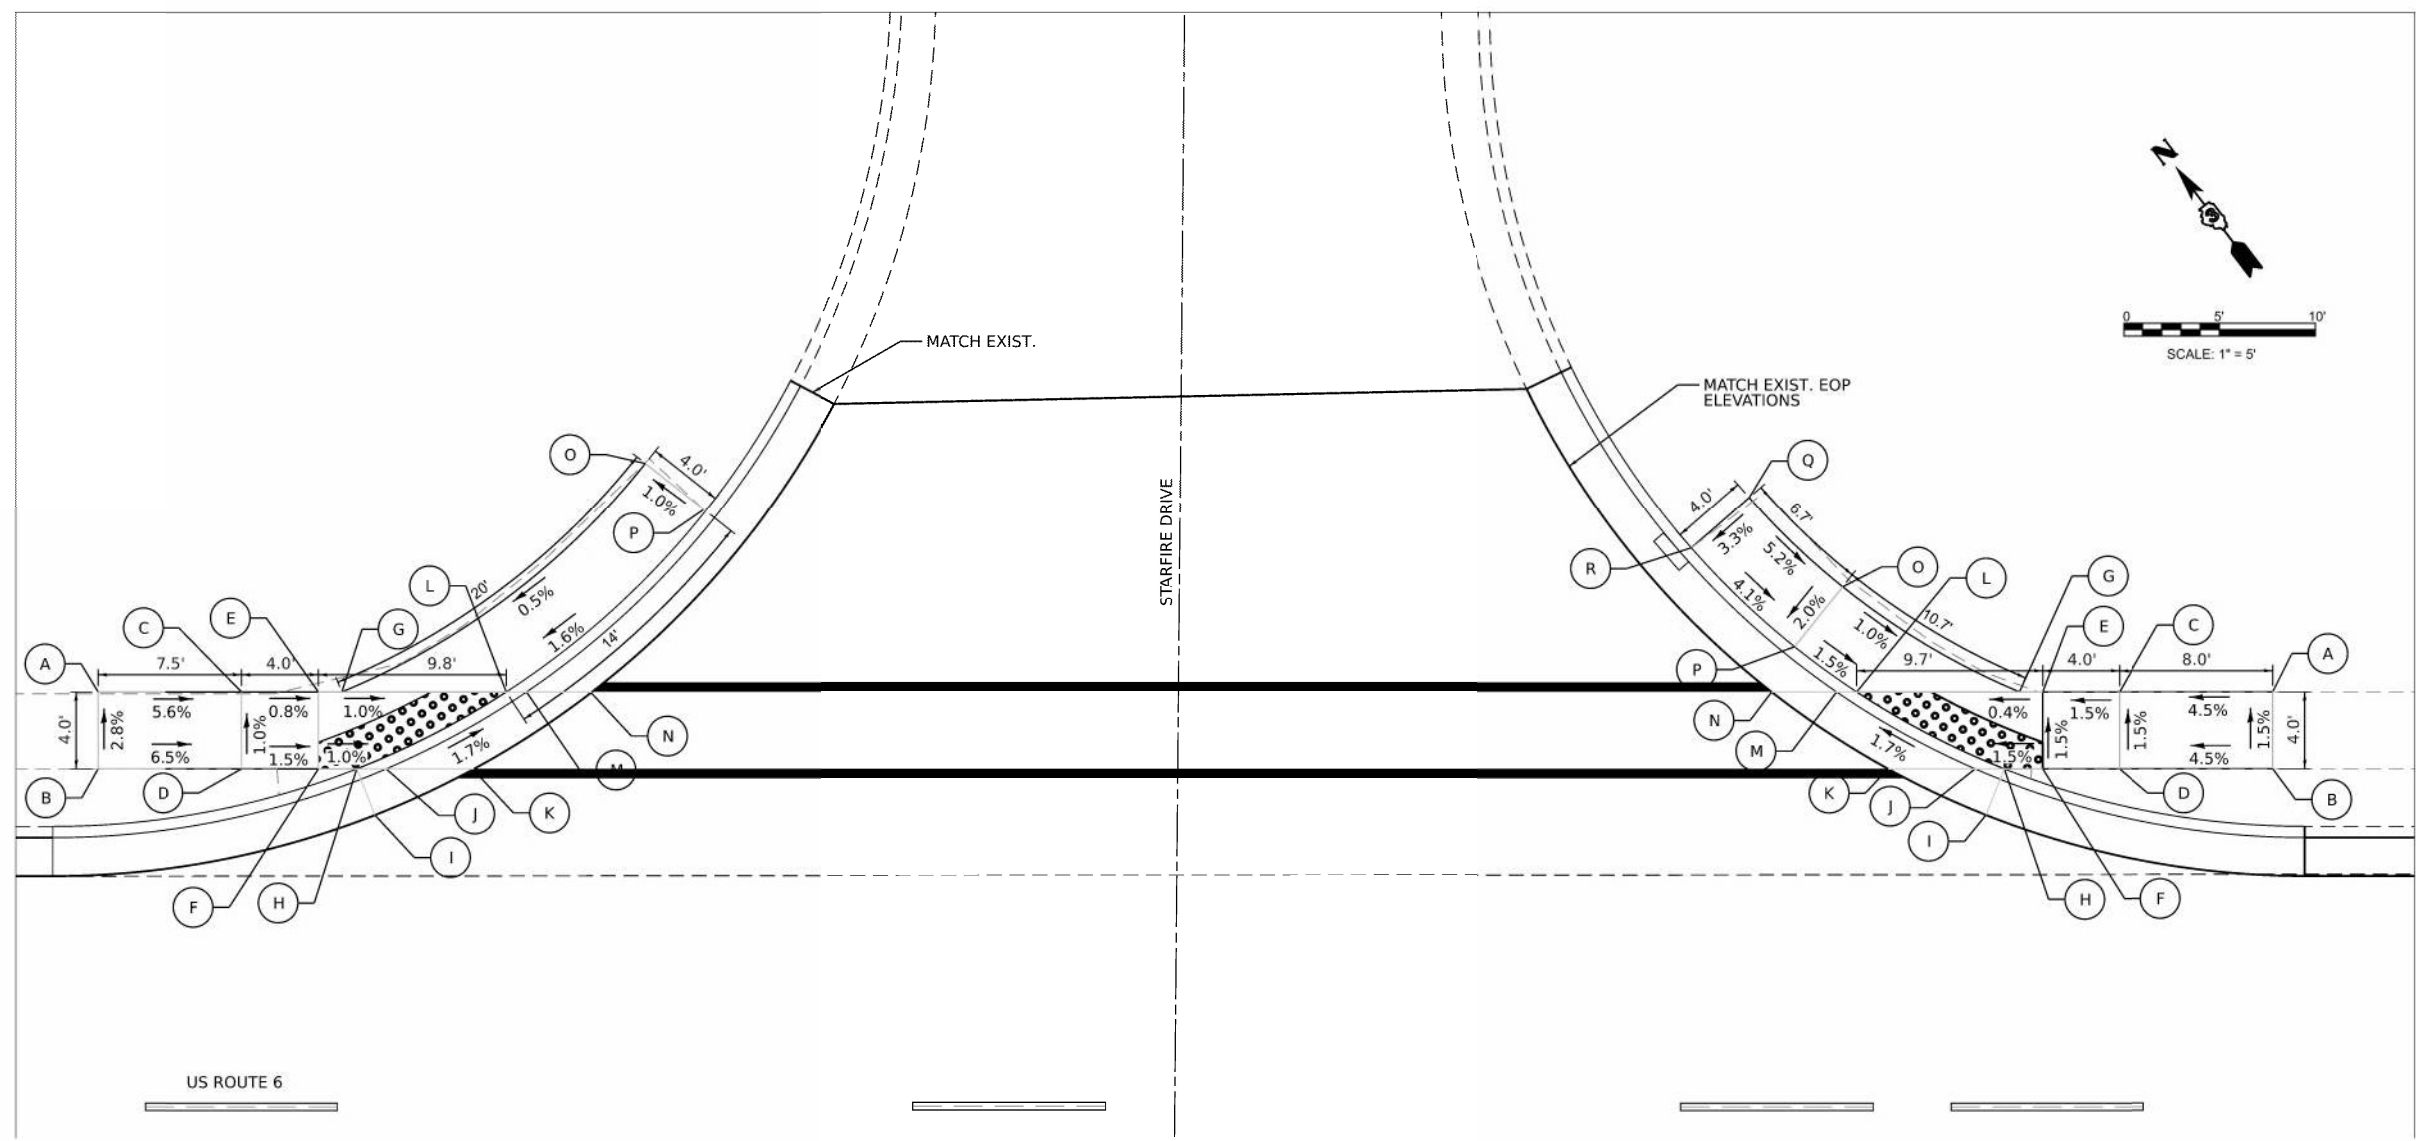 N
0 5' 10'
SCALE: 1" = 5'
MATCH EXIST.
MATCH EXIST. EOP
ELEVATIONS
STARFIRE DRIVE
O
4.0'
1.0%
P
L
20'
0.5%
1.6%
14'
E
C
G
A
7.5'
4.0'
9.8'
5.6%
0.8%
1.0%
4.0'
2.8%
1.0%
6.5%
1.5%
1.0%
1.7%
N
M
B
D
J
K
I
F
H
Q
4.0'
6.7'
3.3%
5.2%
R
O
L
G
4.1%
2.0%
10.7'
1.0%
E
C
A
P
1.5%
9.7'
4.0'
8.0'
0.4%
1.5%
4.5%
N
M
1.7%
1.5%
1.5%
1.5%
1.5%
4.0'
4.5%
K
J
D
B
I
H
F
US ROUTE 6